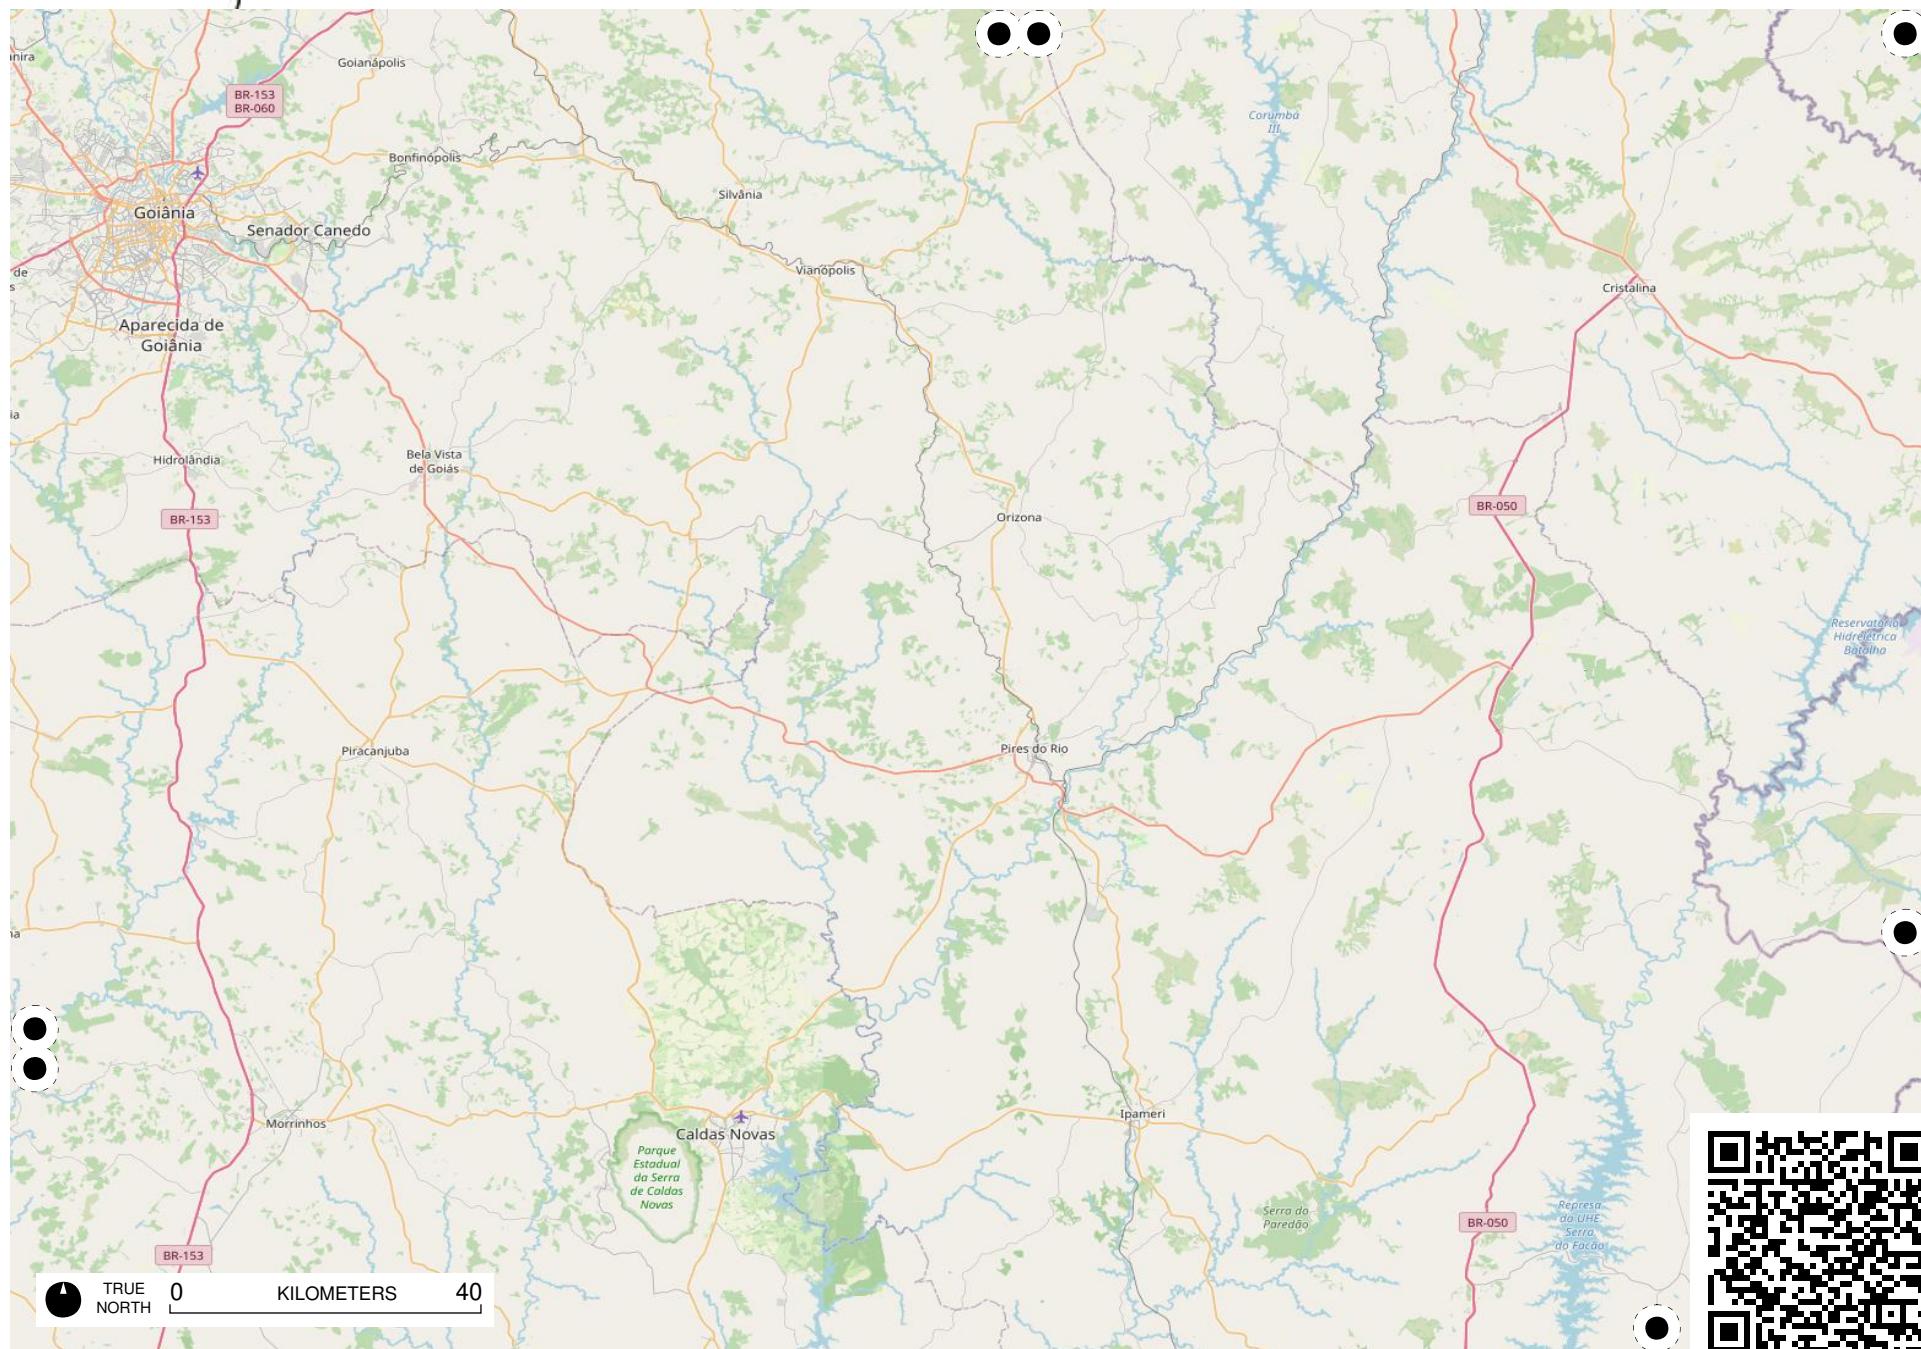 Goianápolis
BR-153
BR-060
Corumbá
III
Bonfinópolis
Silvânia
Goiânia
Senador Canedo
de
s
Vianópolis
Cristalina
Aparecida de
Goiânia
ia
Bela Vista
de Goiás
Hidrolândia
BR-153
BR-050
Orizona
Reservatório
Hidrelétrica
Batalha
Pires do Rio
Piracanjuba
na
Ipameri
Morrinhos
Caldas Novas
Parque
Estadual
da Serra
de Caldas
Novas
Serra do
Paredão
Represa
da UHE
Serra
do Facão
BR-050
BR-153
TRUE
NORTH
0 KILOMETERS 40